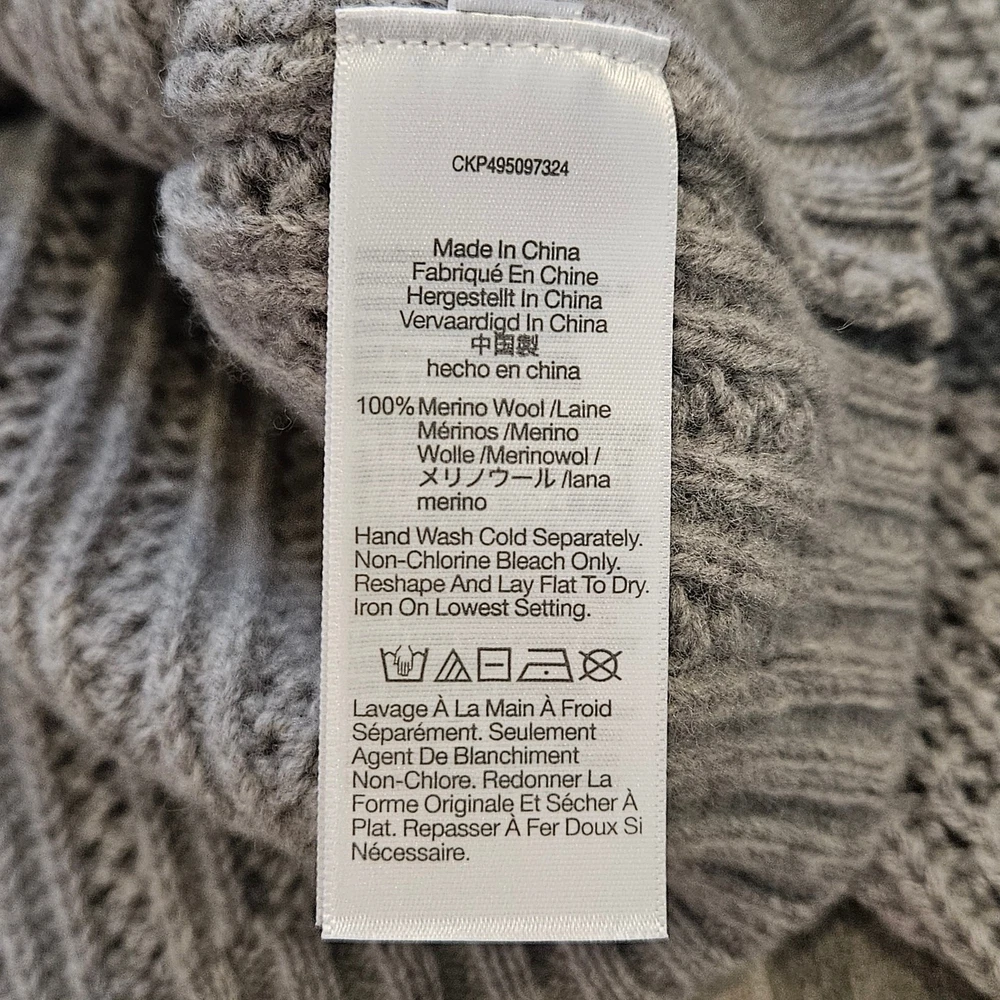 CKP495097324
Made In China
Fabriqué En Chine
Hergestellt In China
Vervaardigd In China
中国製
hecho en china
100% Merino Wool /Laine
Mérinos /Merino
Wolle /Merinowol /
メリノウール /lana
merino
Hand Wash Cold Separately.
Non-Chlorine Bleach Only.
Reshape And Lay Flat To Dry.
Iron On Lowest Setting.
Lavage À La Main À Froid
Séparément. Seulement
Agent De Blanchiment
Non-Chlore. Redonner La
Forme Originale Et Sécher À
Plat. Repasser À Fer Doux Si
Nécessaire.